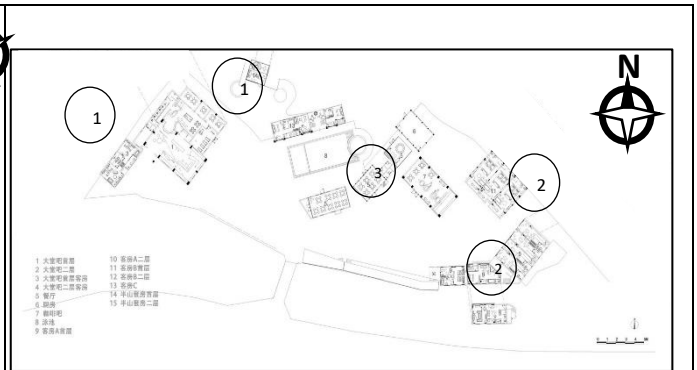 N
1
1
3
2
2
1 大堂吧首层
2 大堂吧二层
3 大堂吧首层客房
4 大堂吧二层客房
5 餐厅
6 厨房
7 咖啡吧
8 泳池
9 客房A首层
10 客房A二层
11 客房B首层
12 客房B二层
13 客房C
14 半山客房首层
15 半山客房二层